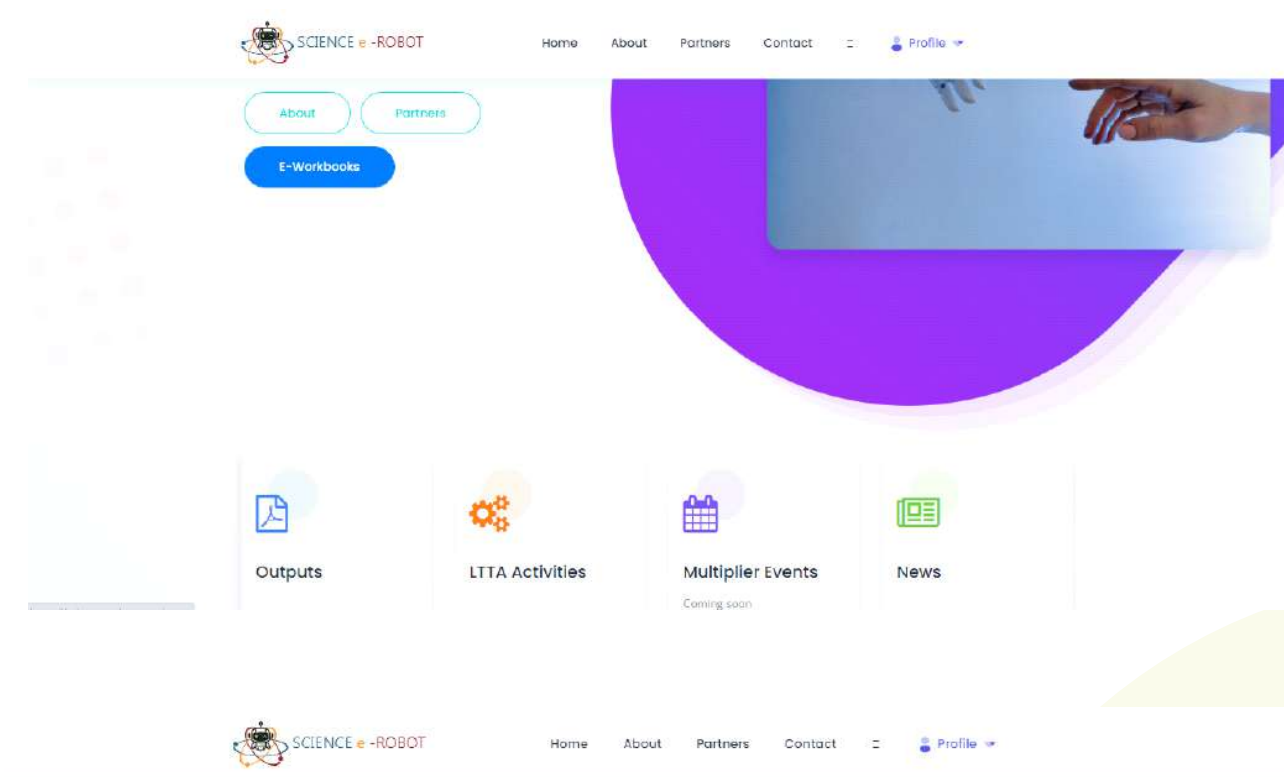 SCIENCE e -ROBOT
Home About Partners Contact Profile
About Partners
E-Workbooks
Outputs LTTA Activities Multiplier Events News
Coming soon
SCIENCE e -ROBOT
Home About Partners Contact Profile